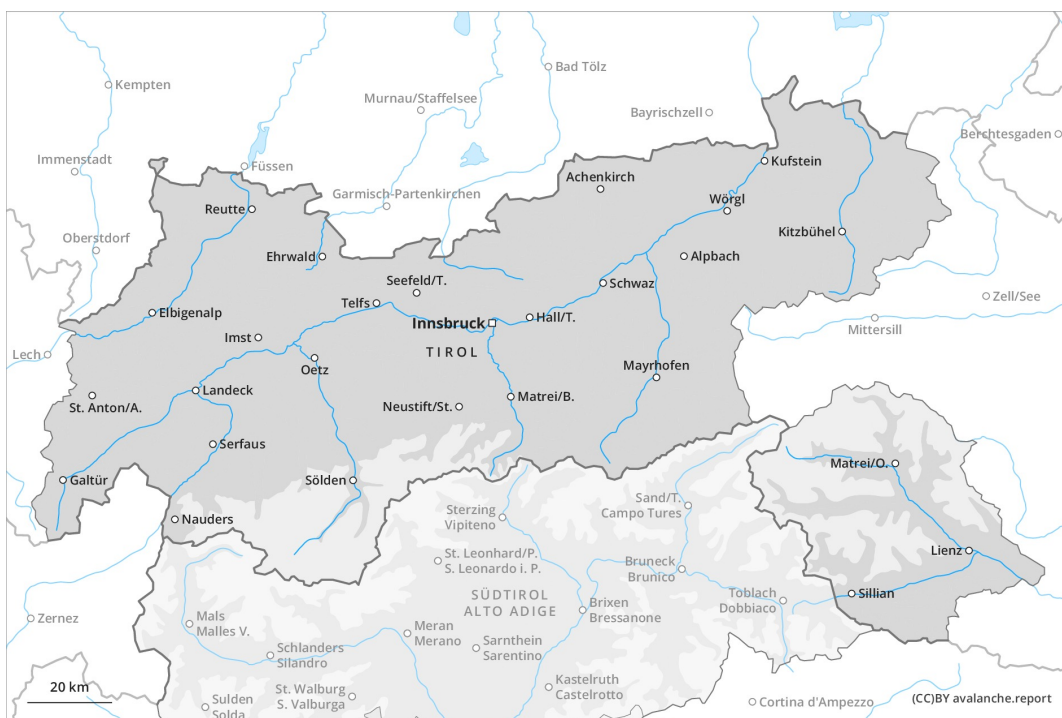 Kempten
Bad Tölz
Murnau/Staffelsee
Bayrischzell
Berchtesgaden
Immenstadt
Füssen
Kufstein
Achenkirch
Garmisch-Partenkirchen
Reutte
Wörgl
Oberstdorf
Kitzbühel
Ehrwald
Alpbach
Seefeld/T.
Schwaz
Zell/See
Telfs
Elbigenalp
Innsbruck
Hall/T.
Mittersill
Imst
TIROL
Lech
Oetz
Mayrhofen
Landeck
St. Anton/A.
Neustift/St.
Matrei/B.
Serfaus
Matrei/O.
Galtür
Sölden
Sand/T.
Campo Tures
Sterzing
Vipiteno
Nauders
St. Leonhard/P.
S. Leonardo i. P.
Lienz
Bruneck
Brunico
SÜDTIROL
ALTO ADIGE
Toblach
Dobbiaco
Sillian
Brixen
Bressanone
Zernez
Mals
Malles V.
Meran
Merano
Sarnthein
Sarentino
Schlanders
Silandro
Kastelruth
Castelrotto
20 km
St. Walburg
S. Valburga
Sulden
Solda
Cortina d'Ampezzo
(CC)BY avalanche.report